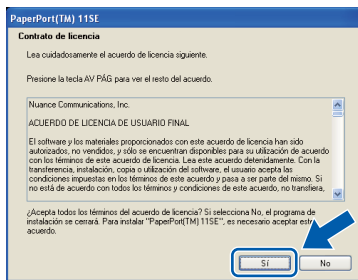 PaperPort(TM) 11SE
Contrato de licencia
Lea cuidadosamente el acuerdo de licencia siguiente.
Presione la tecla AV PÁG para ver el resto del acuerdo.
Nuance Communications, Inc.
ACUERDO DE LICENCIA DE USUARIO FINAL
El software y los materiales proporcionados con este acuerdo de licencia han sido
autorizados, no vendidos, y sólo se encuentran disponibles para su utilización de acuerdo
con los términos de este acuerdo de licencia. Lea este acuerdo detenidamente. Con la
transferencia, instalación, copia o utilización del software, el usuario acepta las
condiciones impuestas en los términos de este acuerdo y pasa a ser parte del mismo. Si
no está de acuerdo con todos los términos y condiciones de este acuerdo, no transfiera,
¿Acepta todos los términos del acuerdo de licencia? Si selecciona No, el programa de
instalación se cerrará. Para instalar "PaperPort(TM) 11SE", es necesario aceptar este
acuerdo.
Sí No